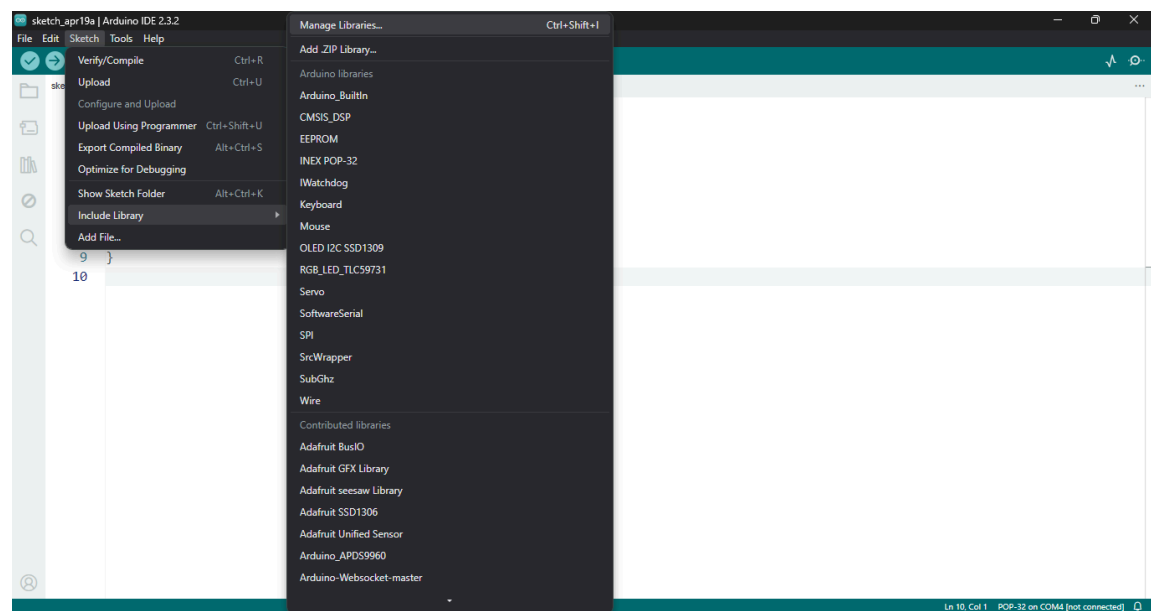 sketch_apr19a | Arduino IDE 2.3.2
File Edit Sketch Tools Help
ske
Verify/Compile Ctrl+R
Upload Ctrl+U
Configure and Upload
Upload Using Programmer Ctrl+Shift+U
Export Compiled Binary Alt+Ctrl+S
Optimize for Debugging
Show Sketch Folder Alt+Ctrl+K
Include Library
Add File...
9 }
10
Manage Libraries... Ctrl+Shift+I
Add .ZIP Library...
Arduino libraries
Arduino_BuiltIn
CMSIS_DSP
EEPROM
INEX POP-32
IWatchdog
Keyboard
Mouse
OLED I2C SSD1309
RGB_LED_TLC59731
Servo
SoftwareSerial
SPI
SrcWrapper
SubGhz
Wire
Contributed libraries
Adafruit BusIO
Adafruit GFX Library
Adafruit seesaw Library
Adafruit SSD1306
Adafruit Unified Sensor
Arduino_APDS9960
Arduino-Websocket-master
Ln 10, Col 1 POP-32 on COM4 [not connected]